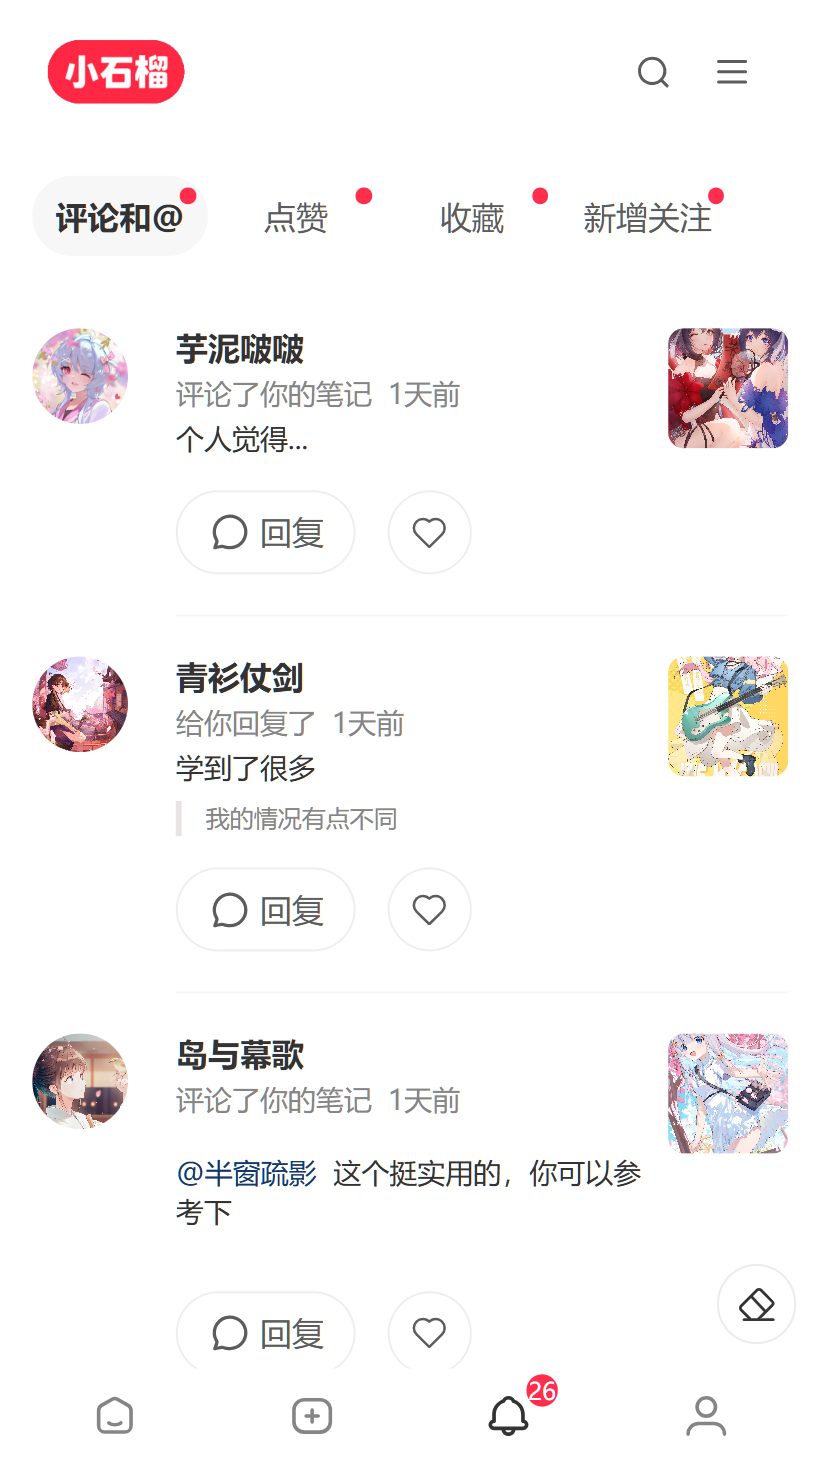 小石榴
评论和@ 点赞 收藏 新增关注
芋泥啵啵
评论了你的笔记 1天前
个人觉得...
回复
青衫仗剑
给你回复了 1天前
学到了很多
我的情况有点不同
回复
岛与幕歌
评论了你的笔记 1天前
@半窗疏影 这个挺实用的，你可以参
考下
回复
26